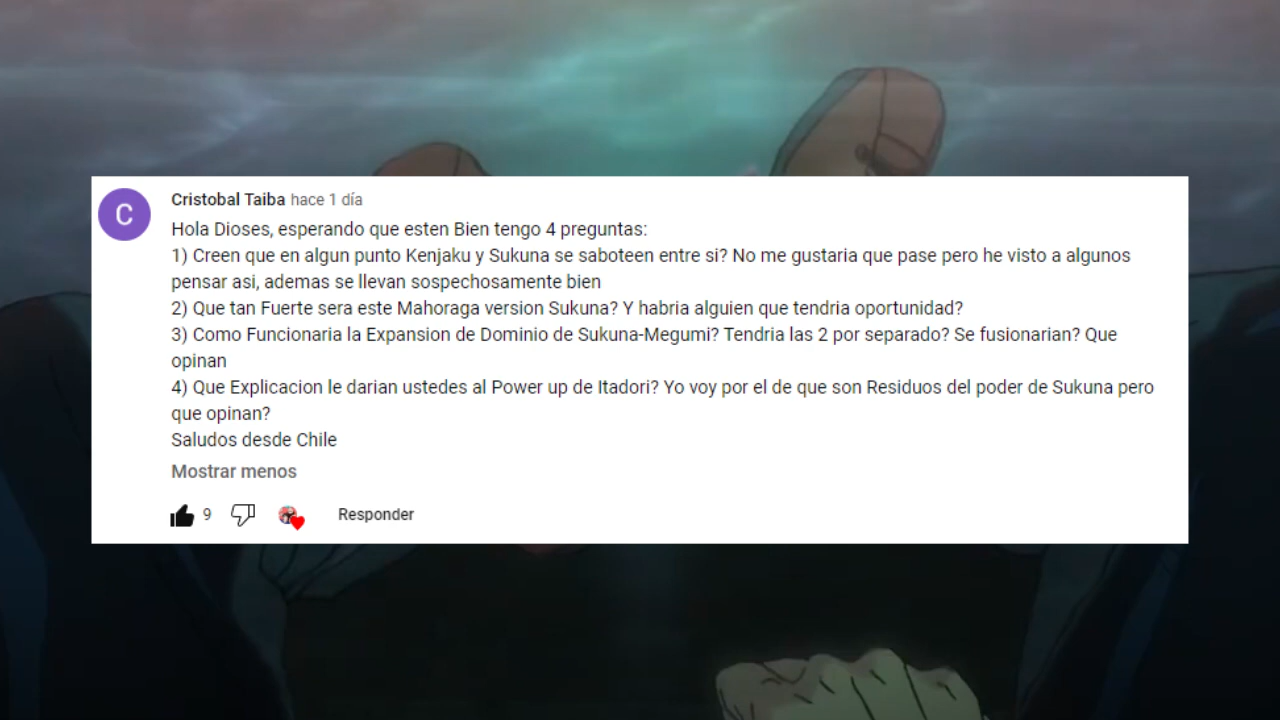 C
Cristobal Taiba hace 1 día
Hola Dioses, esperando que esten Bien tengo 4 preguntas:
1) Creen que en algun punto Kenjaku y Sukuna se saboteen entre si? No me gustaria que pase pero he visto a algunos
pensar asi, ademas se llevan sospechosamente bien
2) Que tan Fuerte sera este Mahoraga version Sukuna? Y habria alguien que tendria oportunidad?
3) Como Funcionaria la Expansion de Dominio de Sukuna-Megumi? Tendria las 2 por separado? Se fusionarian? Que
opinan
4) Que Explicacion le darian ustedes al Power up de Itadori? Yo voy por el de que son Residuos del poder de Sukuna pero
que opinan?
Saludos desde Chile
Mostrar menos
9 Responder